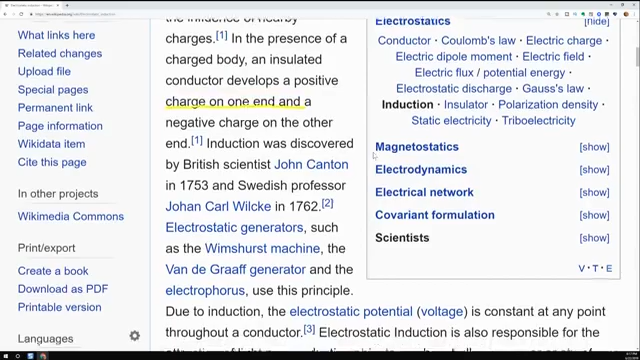 What links here
Related changes
Upload file
Special pages
Permanent link
Page information
Wikidata item
Cite this page
In other projects
Wikimedia Commons
Print/export
Create a book
Download as PDF
Printable version
Languages
the influence of nearby
charges.[1] In the presence of a
charged body, an insulated
conductor develops a positive
charge on one end and a
negative charge on the other
end.[1] Induction was discovered
by British scientist John Canton
in 1753 and Swedish professor
Johan Carl Wilcke in 1762.[2]
Electrostatic generators, such
as the Wimshurst machine, the
Van de Graaff generator and the
electrophorus, use this principle.
Due to induction, the electrostatic potential (voltage) is constant at any point
throughout a conductor.[3] Electrostatic Induction is also responsible for the
Electrostatics [hide]
Conductor · Coulomb's law · Electric charge ·
Electric dipole moment · Electric field ·
Electric flux / potential energy ·
Electrostatic discharge · Gauss's law ·
Induction · Insulator · Polarization density ·
Static electricity · Triboelectricity
Magnetostatics [show]
Electrodynamics [show]
Electrical network [show]
Covariant formulation [show]
Scientists [show]
V · T · E